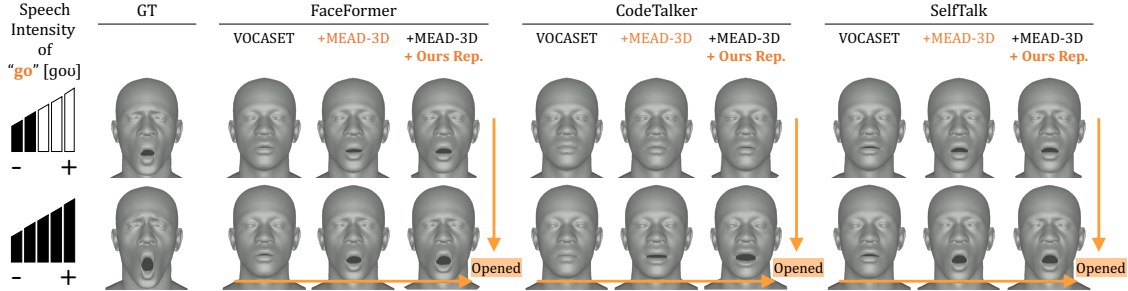 Speech
Intensity
of
“go” [ɡoʊ]
- +
- +
GT
FaceFormer
VOCASET +MEAD-3D +MEAD-3D
+ Ours Rep.
Opened
CodeTalker
VOCASET +MEAD-3D +MEAD-3D
+ Ours Rep.
Opened
SelfTalk
VOCASET +MEAD-3D +MEAD-3D
+ Ours Rep.
Opened